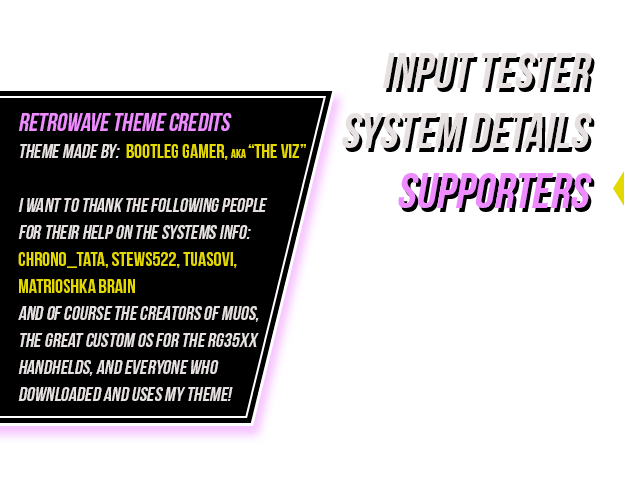 INPUT TESTER
SYSTEM DETAILS
SUPPORTERS
RETROWAVE THEME CREDITS
THEME MADE BY: BOOTLEG GAMER, AKA "THE VIZ"
I WANT TO THANK THE FOLLOWING PEOPLE
FOR THEIR HELP ON THE SYSTEMS INFO:
CHRONO_TATA, STEWS522, TUASOVI,
MATRIOSHKA BRAIN
AND OF COURSE THE CREATORS OF MUOS,
THE GREAT CUSTOM OS FOR THE RG35XX
HANDHELDS, AND EVERYONE WHO
DOWNLOADED AND USES MY THEME!